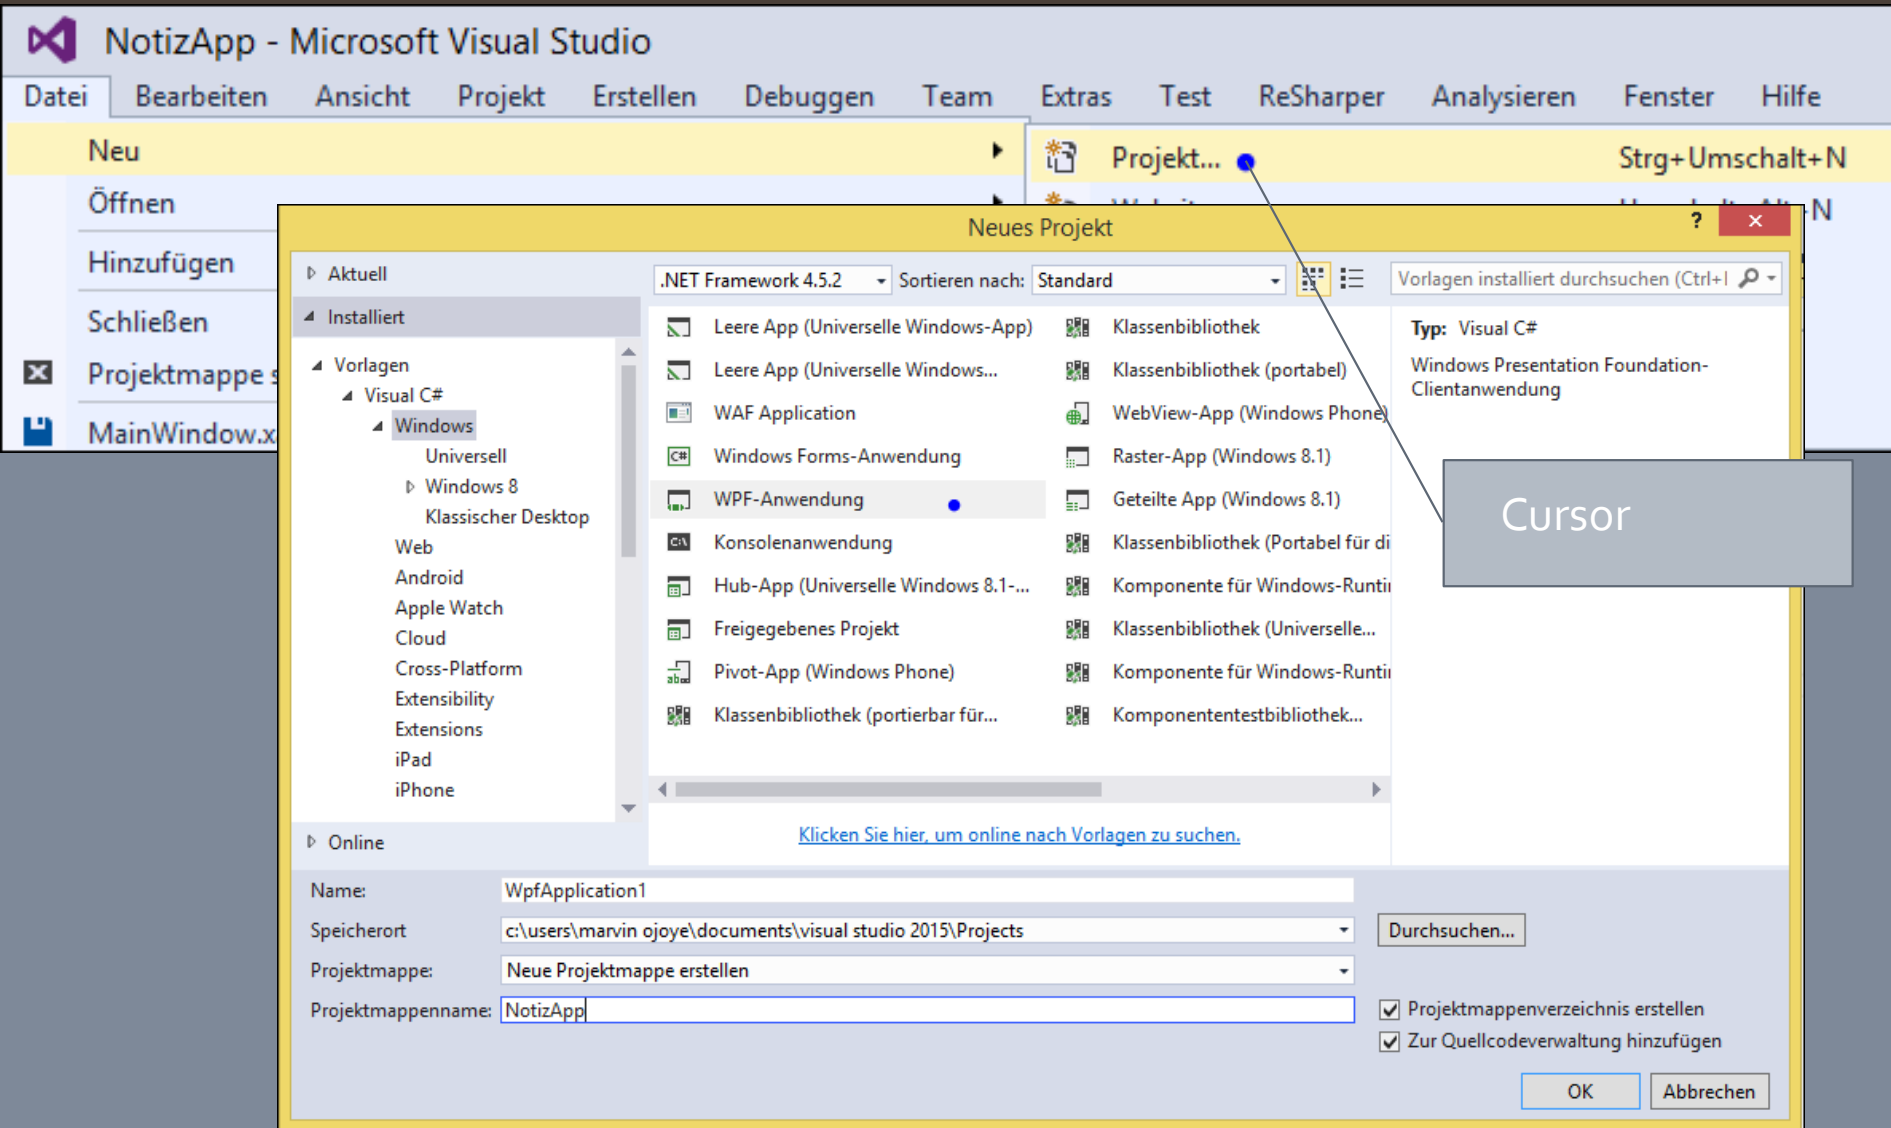 NotizApp - Microsoft Visual Studio
Datei Bearbeiten Ansicht Projekt Erstellen Debuggen Team Extras Test ReSharper Analysieren Fenster Hilfe
Neu
Projekt... Strg+Umschalt+N
Öffnen
Hinzufügen
Schließen
Projektmappe
MainWindow.x
Neues Projekt
?
Aktuell
Installiert
Vorlagen
Visual C#
Windows
Universell
Windows 8
Klassischer Desktop
Web
Android
Apple Watch
Cloud
Cross-Platform
Extensibility
Extensions
iPad
iPhone
Online
.NET Framework 4.5.2 Sortieren nach: Standard
Vorlagen installiert durchsuchen (Ctrl+
Leere App (Universelle Windows-App)
Leere App (Universelle Windows...
WAF Application
Windows Forms-Anwendung
WPF-Anwendung
Konsolenanwendung
Hub-App (Universelle Windows 8.1-...
Freigegebenes Projekt
Pivot-App (Windows Phone)
Klassenbibliothek (portierbar für...
Klassenbibliothek
Klassenbibliothek (portabel)
WebView-App (Windows Phone)
Raster-App (Windows 8.1)
Geteilte App (Windows 8.1)
Klassenbibliothek (Portabel für di
Komponente für Windows-Runti
Klassenbibliothek (Universelle...
Komponente für Windows-Runti
Komponententestbibliothek...
Klicken Sie hier, um online nach Vorlagen zu suchen.
Typ: Visual C#
Windows Presentation Foundation-
Clientanwendung
Cursor
Name: WpfApplication1
Speicherort c:\users\marvin ojoye\documents\visual studio 2015\Projects Durchsuchen...
Projektmappe: Neue Projektmappe erstellen
Projektmappenname: NotizApp
Projektmappenverzeichnis erstellen
Zur Quellcodeverwaltung hinzufügen
OK Abbrechen